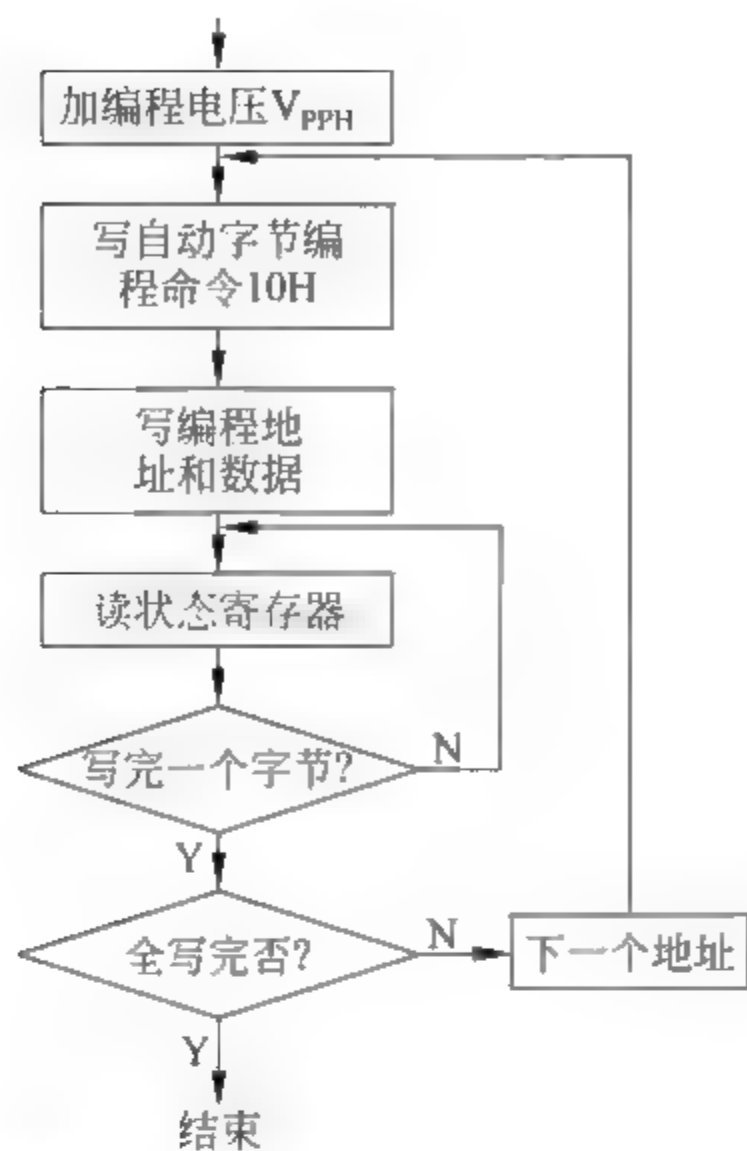 加编程电压VPPH
写自动字节编
程命令10H
写编程地
址和数据
读状态寄存器
写完一个字节?
N
Y
全写完否?
N
下一个地址
Y
结束